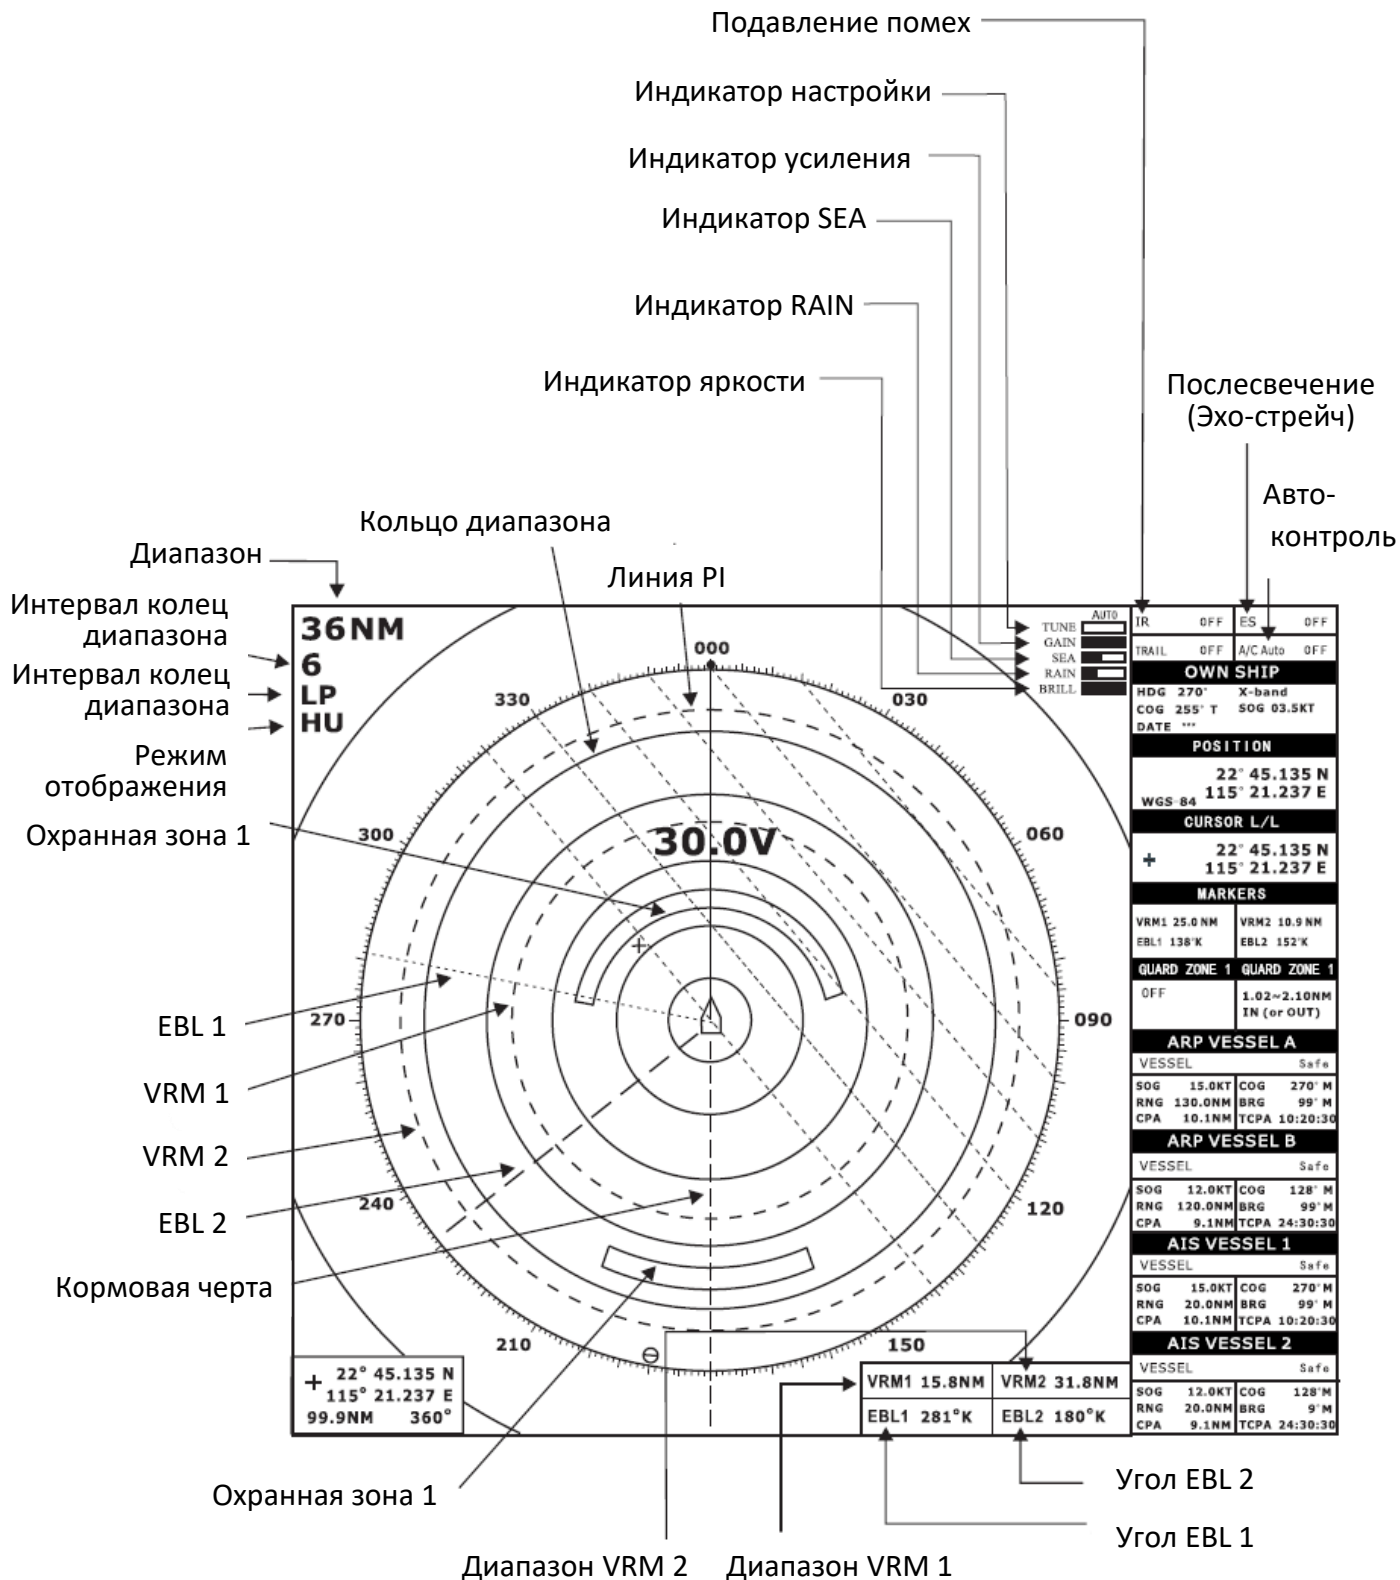 Подавление помех
Индикатор настройки
Индикатор усиления
Индикатор SEA
Индикатор RAIN
Индикатор яркости
Послесвечение
(Эхо-стрейч)
Авто-
контроль
Кольцо диапазона
Линия PI
Диапазон
Интервал колец
диапазона
Интервал колец
диапазона
Режим
отображения
Охранная зона 1
EBL 1
VRM 1
VRM 2
EBL 2
Кормовая черта
36NM
6
LP
HU
000
030
060
090
120
150
210
240
270
300
330
30.0V
AUTO
TUNE
GAIN
SEA
RAIN
BRILL
IR OFF ES OFF
TRAIL OFF A/C Auto OFF
OWN SHIP
HDG 270° X-band
COG 255° T SOG 03.5KT
DATE ***
POSITION
22° 45.135 N
WGS-84 115° 21.237 E
CURSOR L/L
+ 22° 45.135 N
115° 21.237 E
MARKERS
VRM1 25.0 NM VRM2 10.9 NM
EBL1 138°K EBL2 152°K
GUARD ZONE 1 GUARD ZONE 1
OFF 1.02~2.10NM
IN (or OUT)
ARP VESSEL A
VESSEL Safe
SOG 15.0KT COG 270° M
RNG 130.0NM BRG 99° M
CPA 10.1NM TCPA 10:20:30
ARP VESSEL B
VESSEL Safe
SOG 12.0KT COG 128° M
RNG 120.0NM BRG 99° M
CPA 9.1NM TCPA 24:30:30
AIS VESSEL 1
VESSEL Safe
SOG 15.0KT COG 270° M
RNG 20.0NM BRG 99° M
CPA 10.1NM TCPA 10:20:30
AIS VESSEL 2
VESSEL Safe
SOG 12.0KT COG 128°M
RNG 20.0NM BRG 9°M
CPA 9.1NM TCPA 24:30:30
+ 22° 45.135 N
115° 21.237 E
99.9NM 360°
VRM1 15.8NM VRM2 31.8NM
EBL1 281°K EBL2 180°K
Охранная зона 1
Угол EBL 2
Угол EBL 1
Диапазон VRM 2 Диапазон VRM 1